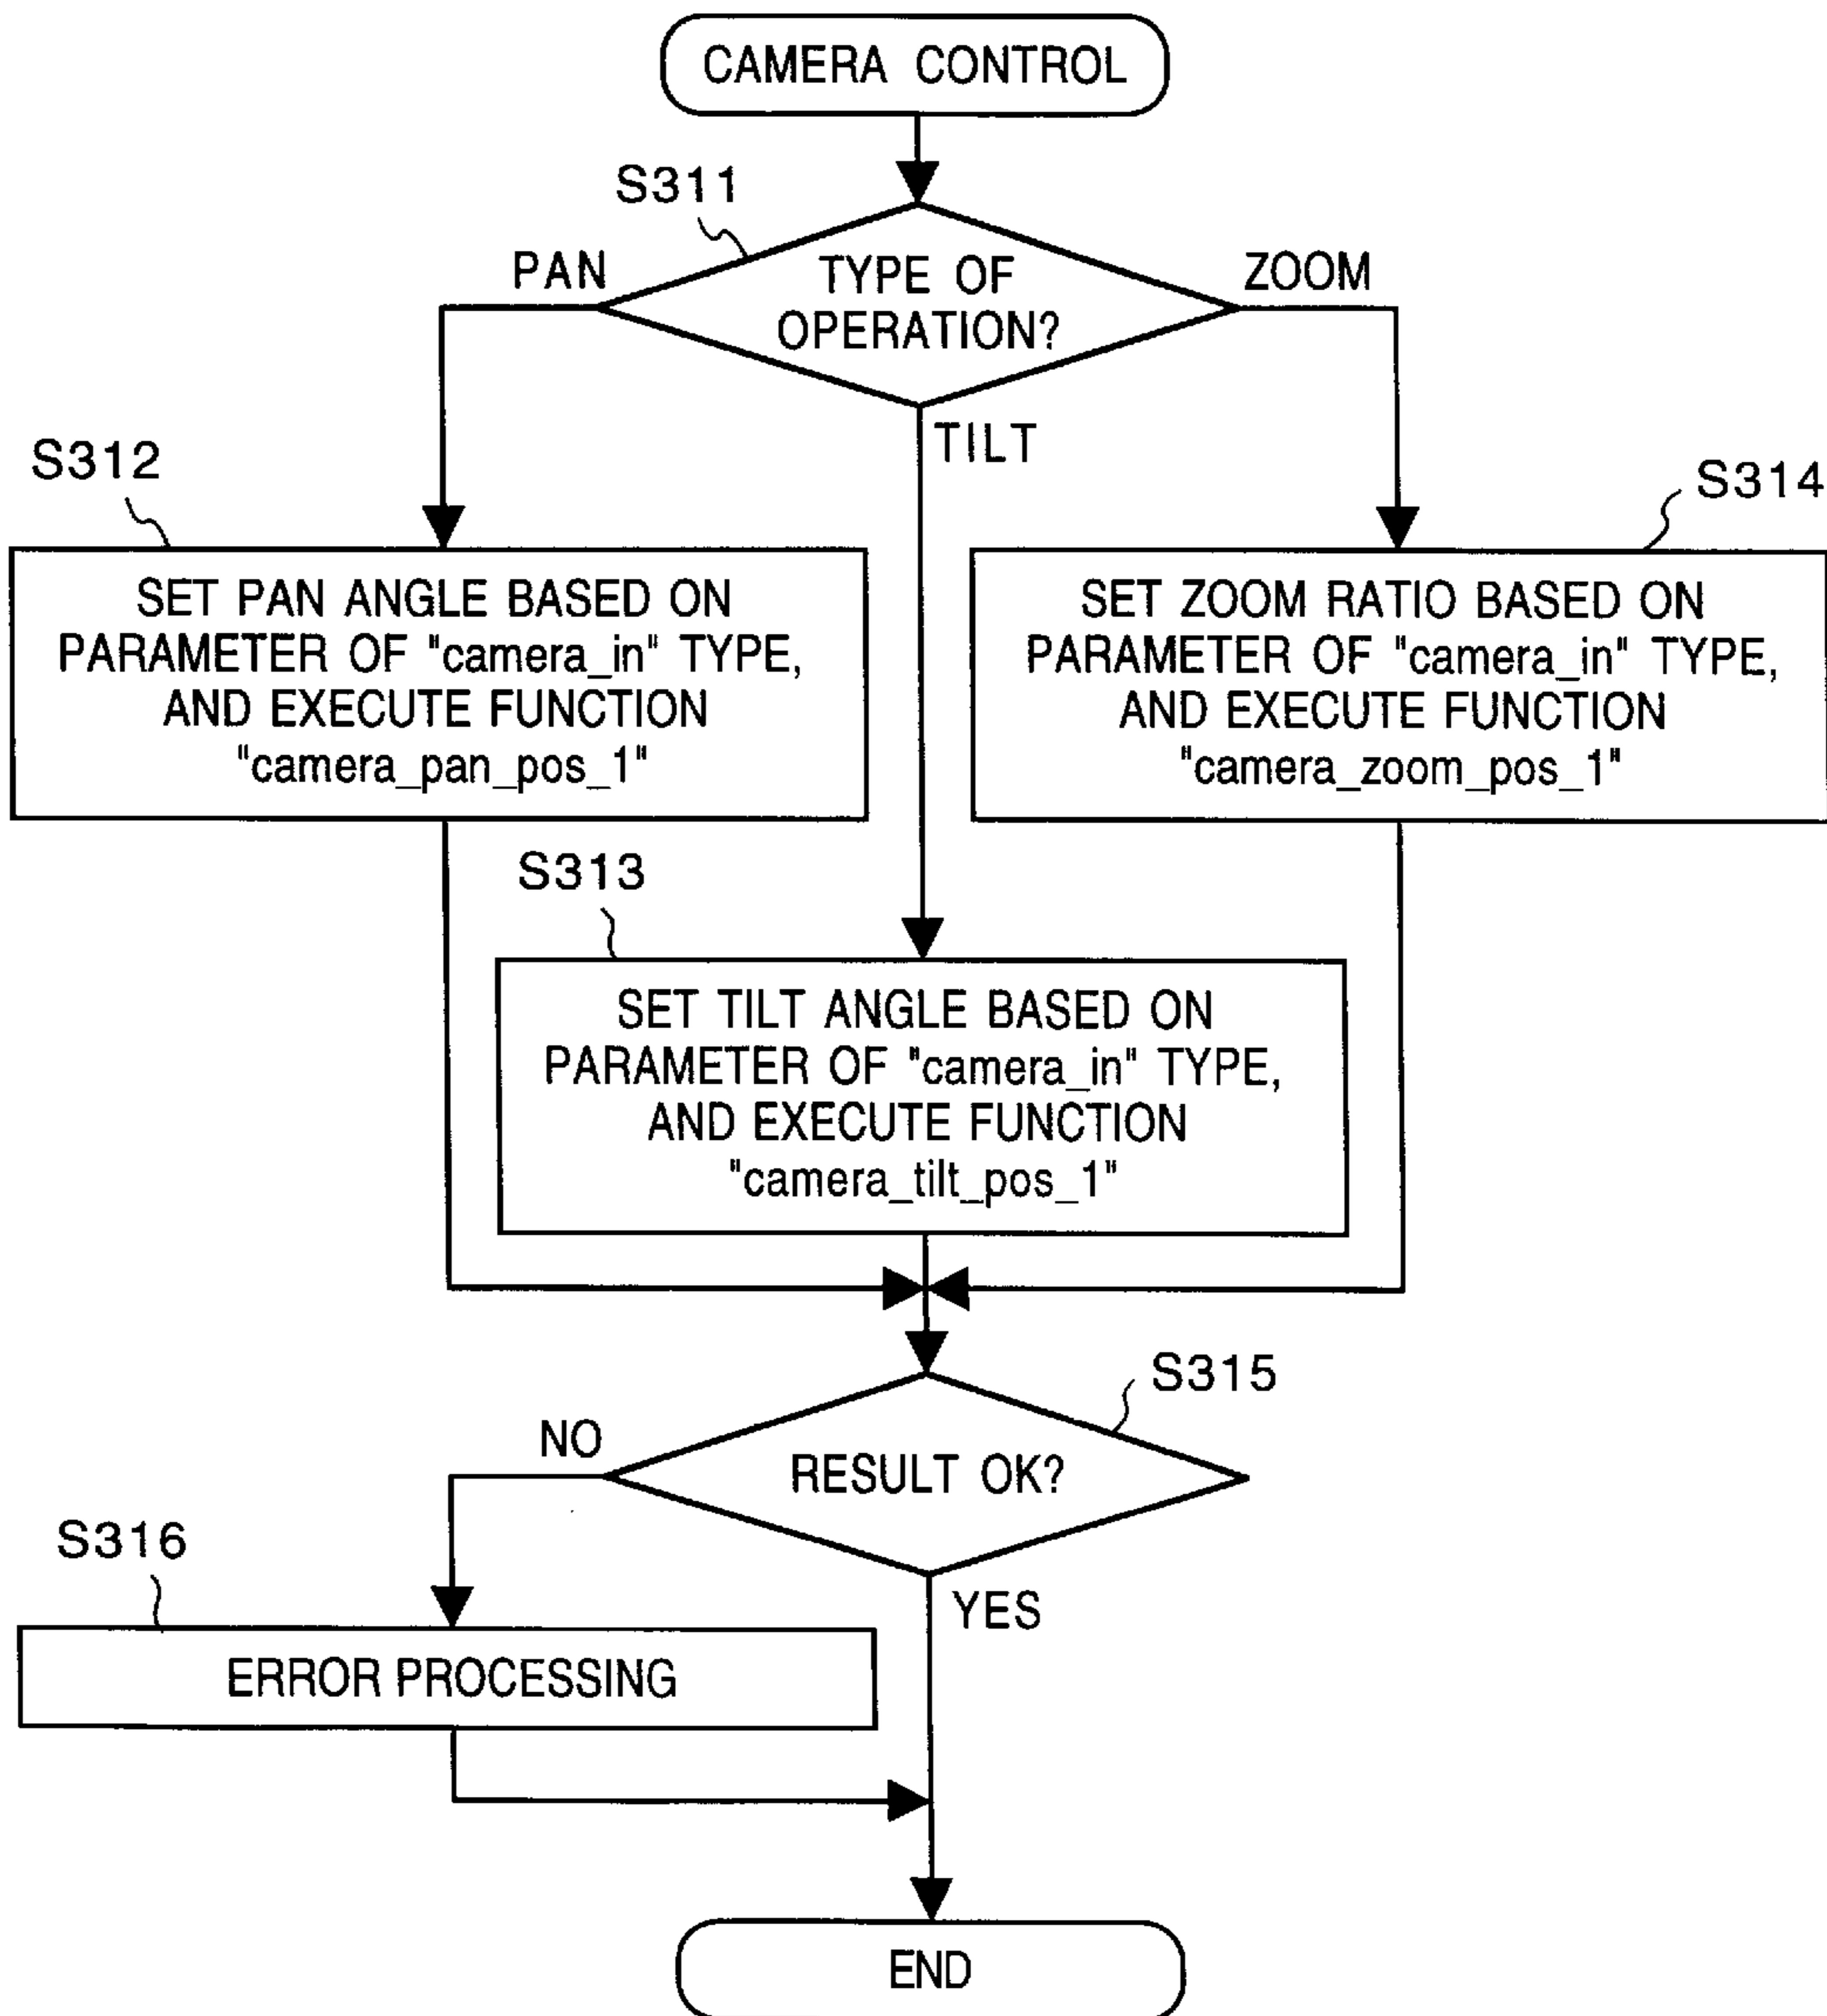 CAMERA CONTROL
S311
PAN
TYPE OF
OPERATION?
ZOOM
TILT
S312
S314
SET PAN ANGLE BASED ON
PARAMETER OF "camera_in" TYPE,
AND EXECUTE FUNCTION
"camera_pan_pos_1"
SET ZOOM RATIO BASED ON
PARAMETER OF "camera_in" TYPE,
AND EXECUTE FUNCTION
"camera_zoom_pos_1"
S313
SET TILT ANGLE BASED ON
PARAMETER OF "camera_in" TYPE,
AND EXECUTE FUNCTION
"camera_tilt_pos_1"
S315
NO
RESULT OK?
S316
YES
ERROR PROCESSING
END